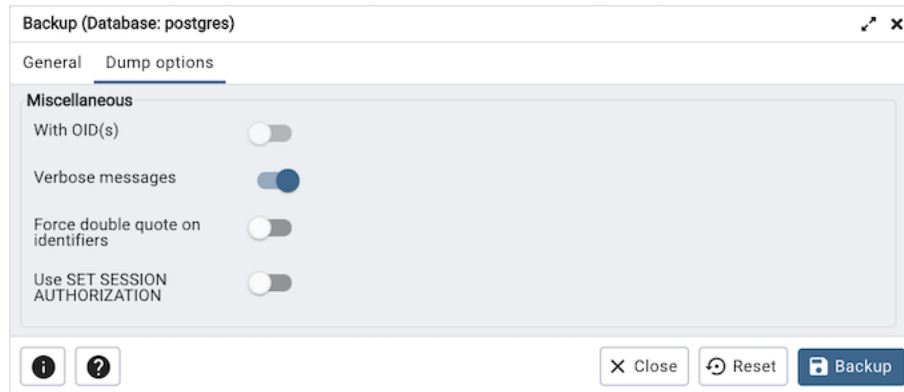 Backup (Database: postgres)
General Dump options
Miscellaneous
With OID(s)
Verbose messages
Force double quote on
identifiers
Use SET SESSION
AUTHORIZATION
Close Reset Backup